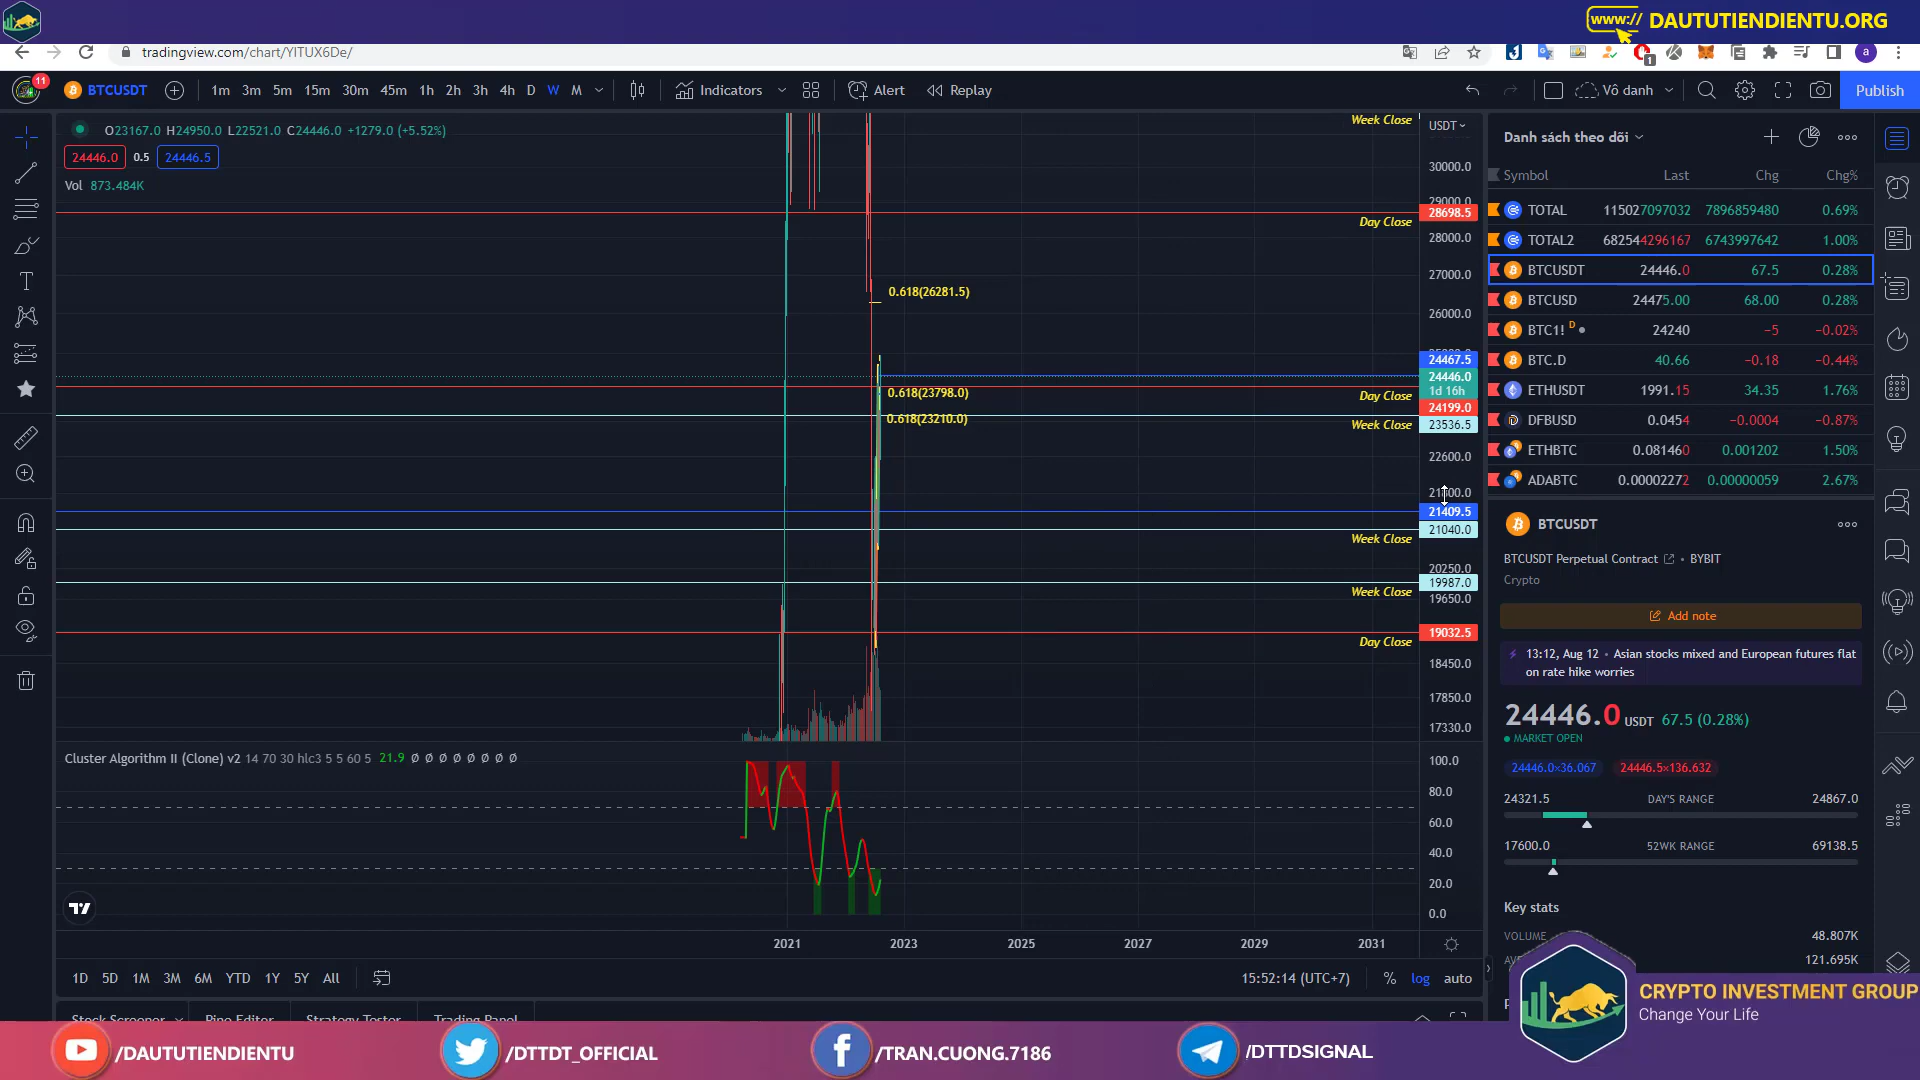 www:// DAUTUTIENDIENTU.ORG
tradingview.com/chart/YITUX6De/
1 a
11 BTCUSDT 1m 3m 5m 15m 30m 45m 1h 2h 3h 4h D W M Indicators Alert Replay Vô danh Publish
O23167.0 H24950.0 L22521.0 C24446.0 +1279.0 (+5.52%)
24446.0 0.5 24446.5
Vol 873.484K
Week Close
Day Close
0.618(26281.5)
0.618(23798.0)
Day Close
0.618(23210.0)
Week Close
Week Close
Week Close
Day Close
USDT
30000.0
29000.0
28698.5
28000.0
27000.0
26000.0
24467.5
24446.0
1d 16h
24199.0
23536.5
22600.0
21409.5
21040.0
20250.0
19987.0
19650.0
19032.5
18450.0
17850.0
17330.0
Cluster Algorithm II (Clone) v2 14 70 30 hlc3 5 5 60 5 21.9 Ø Ø Ø Ø Ø Ø Ø Ø
100.0
80.0
60.0
40.0
20.0
0.0
2021 2023 2025 2027 2029 2031
1D 5D 1M 3M 6M YTD 1Y 5Y All 15:52:14 (UTC+7) % log auto
Stock Screener Pine Editor Strategy Tester Trading Panel
Danh sách theo dõi
Symbol Last Chg Chg%
TOTAL 115027097032 7896859480 0.69%
TOTAL2 682544296167 6743997642 1.00%
BTCUSDT 24446.0 67.5 0.28%
BTCUSD 24475.00 68.00 0.28%
BTC1! D 24240 −5 −0.02%
BTC.D 40.66 −0.18 −0.44%
ETHUSDT 1991.15 34.35 1.76%
DFBUSD 0.0454 −0.0004 −0.87%
ETHBTC 0.081460 0.001202 1.50%
ADABTC 0.00002272 0.00000059 2.67%
BTCUSDT
BTCUSDT Perpetual Contract • BYBIT
Crypto
Add note
13:12, Aug 12 • Asian stocks mixed and European futures flat
on rate hike worries
24446.0 USDT 67.5 (0.28%)
MARKET OPEN
24446.0×36.067 24446.5×136.632
24321.5 DAY'S RANGE 24867.0
17600.0 52WK RANGE 69138.5
Key stats
VOLUME 48.807K
121.695K
CRYPTO INVESTMENT GROUP
Change Your Life
/DAUTUTIENDIENTU /DTTDT_OFFICIAL /TRAN.CUONG.7186 /DTTDSIGNAL